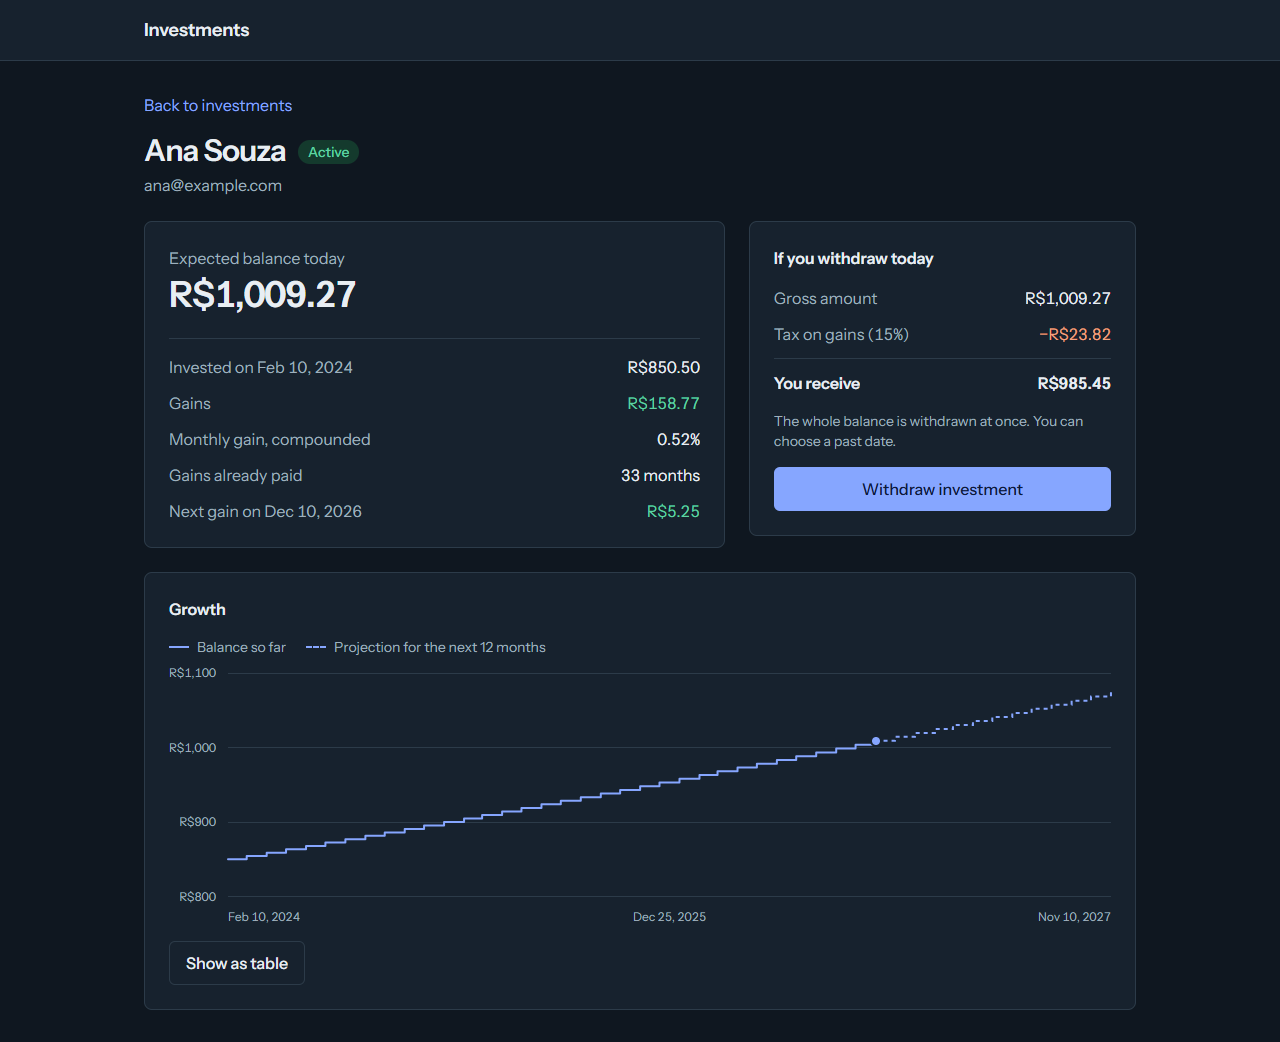 Investments
Back to investments
Ana Souza Active
ana@example.com
Expected balance today
R$1,009.27
Invested on Feb 10, 2024 R$850.50
Gains R$158.77
Monthly gain, compounded 0.52%
Gains already paid 33 months
Next gain on Dec 10, 2026 R$5.25
If you withdraw today
Gross amount R$1,009.27
Tax on gains (15%) −R$23.82
You receive R$985.45
The whole balance is withdrawn at once. You can
choose a past date.
Withdraw investment
Growth
Balance so far Projection for the next 12 months
R$1,100
R$1,000
R$900
R$800
Feb 10, 2024 Dec 25, 2025 Nov 10, 2027
Show as table